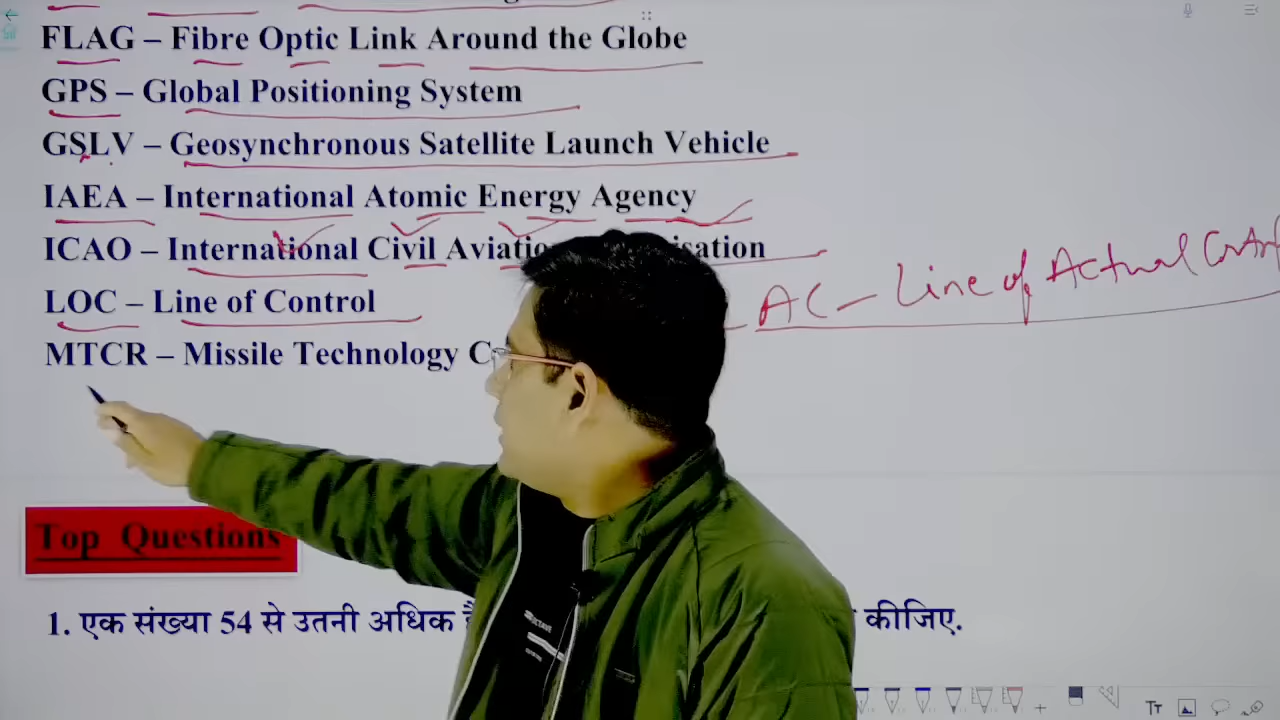 FLAG – Fibre Optic Link Around the Globe
GPS – Global Positioning System
GSLV – Geosynchronous Satellite Launch Vehicle
IAEA – International Atomic Energy Agency
ICAO – International Civil Aviatio isation
AC – Line of Actual
LOC – Line of Control
MTCR – Missile Technology C
Top Questions
1. एक संख्या 54 से उतनी अधिक कीजिए.
Tт